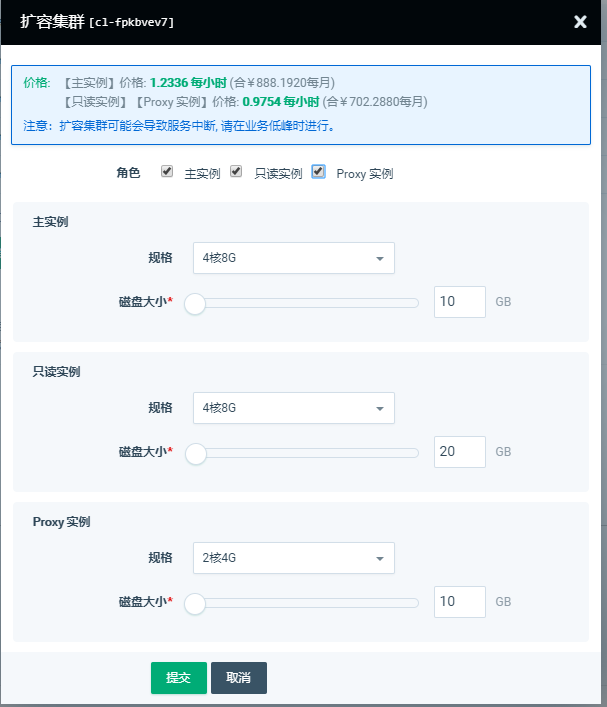 扩容集群 [cl-fpkbvev7]
价格: 【主实例】价格: 1.2336 每小时 (合￥888.1920每月)
【只读实例】【Proxy 实例】价格: 0.9754 每小时 (合￥702.2880每月)
注意: 扩容集群可能会导致服务中断, 请在业务低峰时进行。
角色 主实例 只读实例 Proxy 实例
主实例
规格 4核8G
磁盘大小* 10 GB
只读实例
规格 4核8G
磁盘大小* 20 GB
Proxy 实例
规格 2核4G
磁盘大小* 10 GB
提交 取消